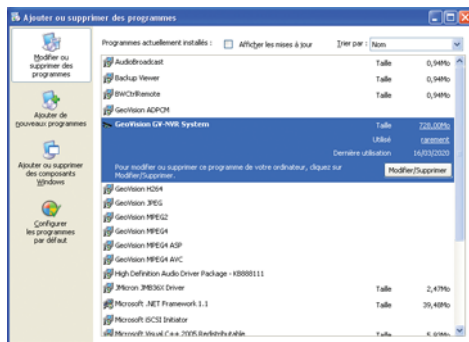 Ajouter ou supprimer des programmes
Modifier ou
supprimer des
programmes
Ajouter de
nouveaux programmes
Ajouter ou supprimer
des composants
Windows
Configurer
les programmes
par défaut
Programmes actuellement installés : Afficher les mises à jour Trier par : Nom
AudioBroadcast Taille 0,94Mo
Backup Viewer Taille 0,94Mo
BWCtrlRemote Taille 0,94Mo
GeoVision ADPCM
GeoVision GV-NVR System Taille 728,00Mo
Utilisé rarement
Dernière utilisation 16/03/2020
Pour modifier ou supprimer ce programme de votre ordinateur, cliquez sur
Modifier/Supprimer. Modifier/Supprimer
GeoVision H264
GeoVision JPEG
GeoVision MPEG2
GeoVision MPEG4
GeoVision MPEG4 ASP
GeoVision MPEG4 AVC
High Definition Audio Driver Package - KB888111
JMicron JMB36X Driver Taille 2,47Mo
Microsoft .NET Framework 1.1 Taille 39,48Mo
Microsoft iSCSI Initiator
Microsoft Visual C++ 2005 Redistributable Taille